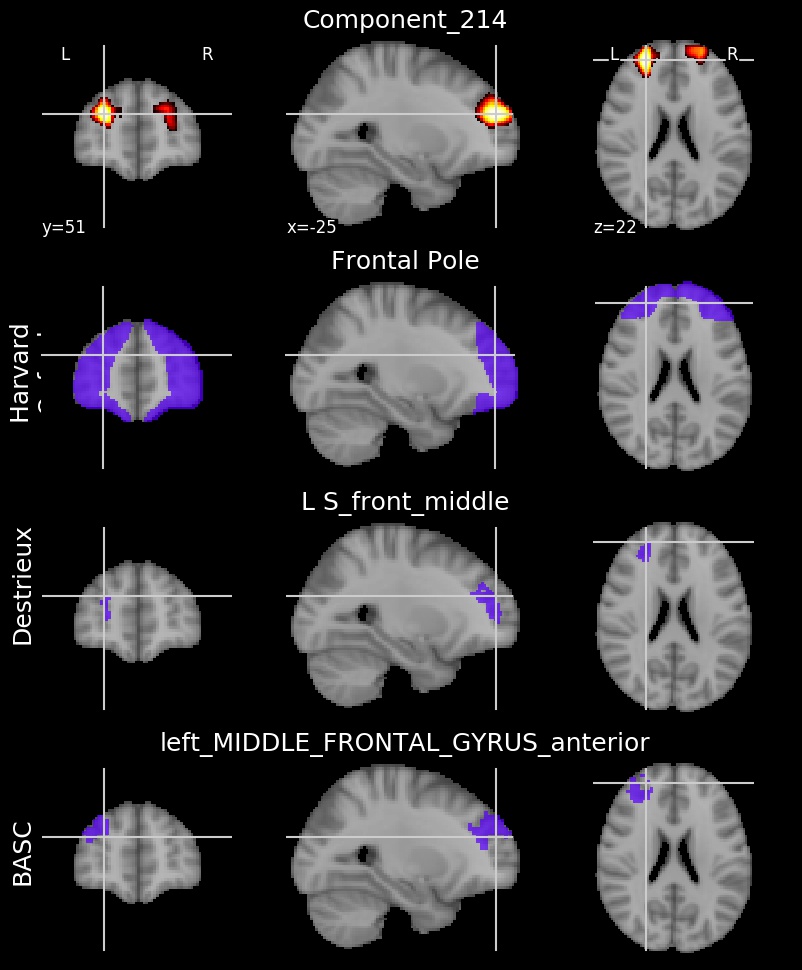 Component_214
L R
L R
y=51 x=-25 z=22
Frontal Pole
Harvard
L S_front_middle
Destrieux
left_MIDDLE_FRONTAL_GYRUS_anterior
BASC